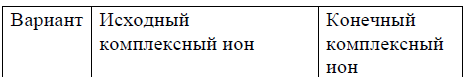 Вариант Исходный Конечный
комплексный ион комплексный
ион